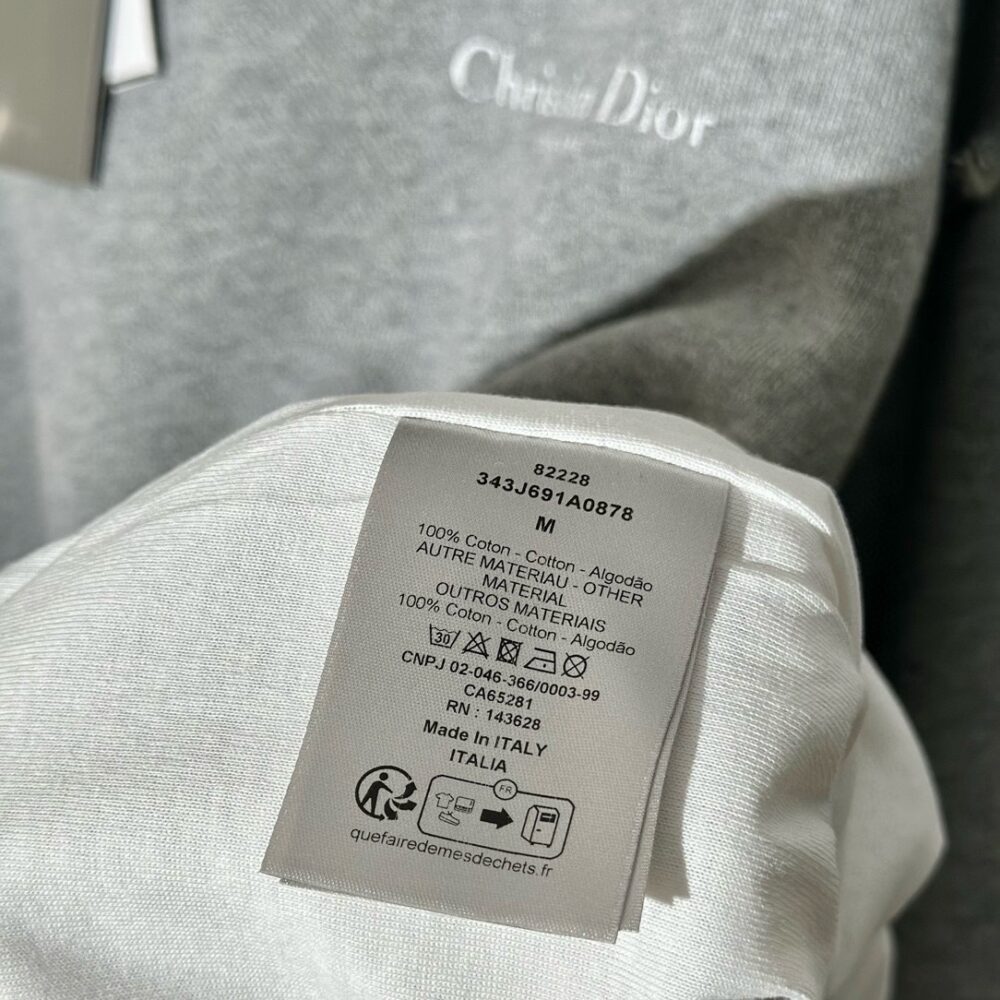 Christian Dior
82228
343J691A0878
M
100% Coton - Cotton - Algodão
AUTRE MATERIAU - OTHER
MATERIAL
OUTROS MATERIAIS
100% Coton - Cotton - Algodão
30
CNPJ 02-046-366/0003-99
CA65281
RN : 143628
Made In ITALY
ITALIA
FR
quefairedemesdechets.fr